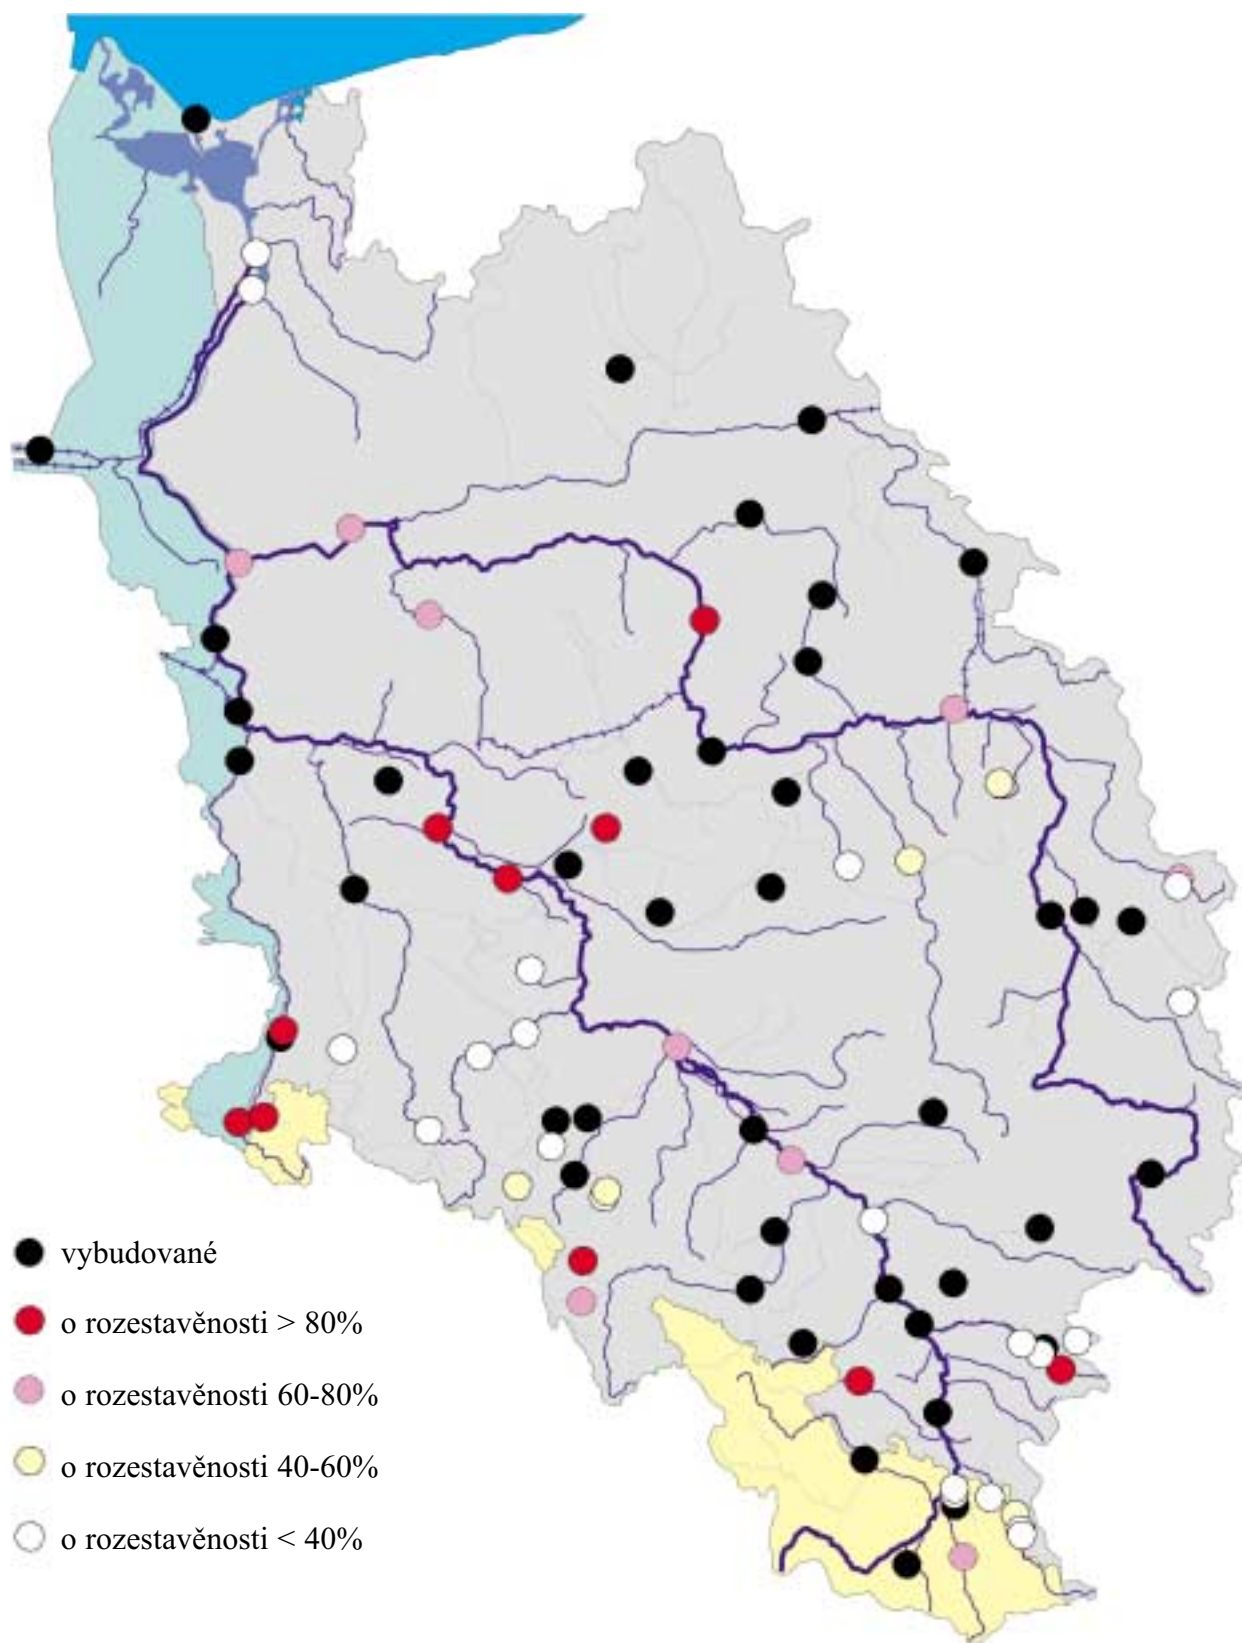 vybudované
o rozestavěnosti > 80%
o rozestavěnosti 60-80%
o rozestavěnosti 40-60%
o rozestavěnosti < 40%